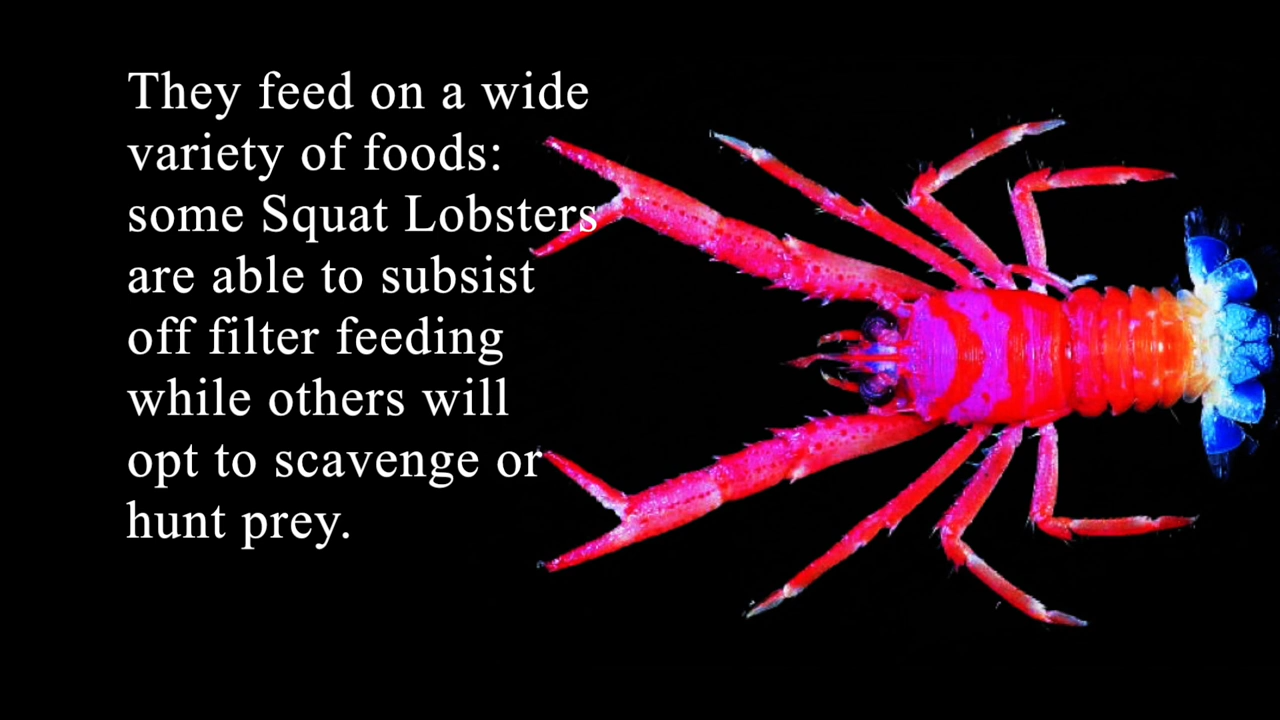 They feed on a wide
variety of foods:
some Squat Lobsters
are able to subsist
off filter feeding
while others will
opt to scavenge or
hunt prey.